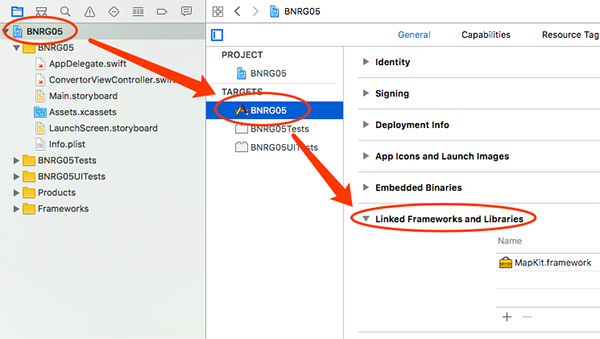 BNRG05
BNRG05
AppDelegate.swift
ConvertorViewController.swift
Main.storyboard
Assets.xcassets
LaunchScreen.storyboard
Info.plist
BNRG05Tests
BNRG05UITests
Products
Frameworks
BNRG05
General Capabilities Resource Tag
PROJECT
BNRG05
TARGETS
BNRG05
BNRG05Tests
BNRG05UITests
Identity
Signing
Deployment Info
App Icons and Launch Images
Embedded Binaries
Linked Frameworks and Libraries
Name
MapKit.framework